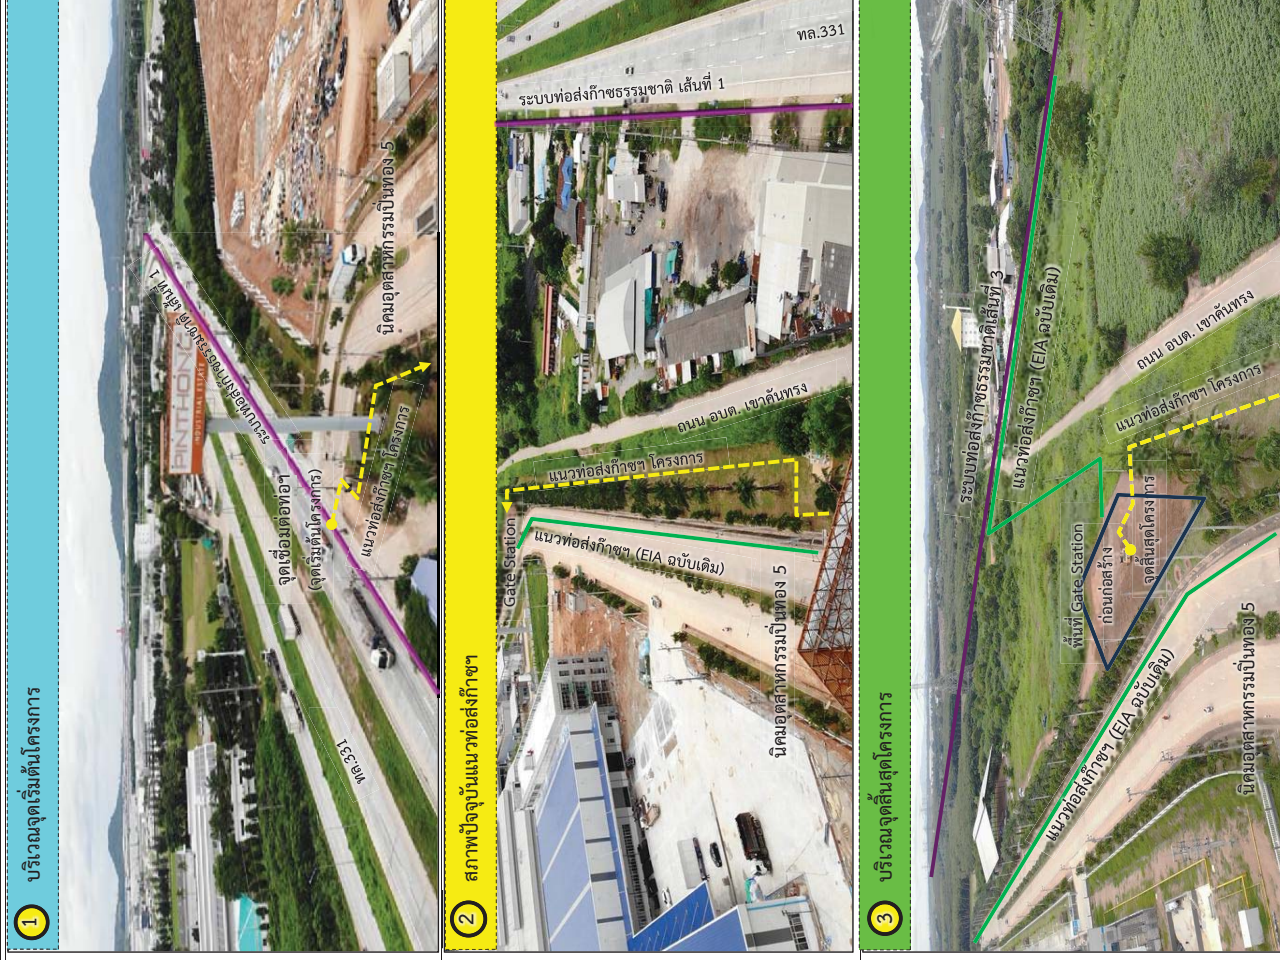 1
บริเวณจุดเริ่มต้นโครงการ
ระบบท่อส่งก๊าซธรรมชาติ เส้นที่ 1
PINTHONG
INDUSTRIAL ESTATE
จุดเชื่อมต่อท่อฯ
(จุดเริ่มต้นโครงการ)
แนวท่อส่งก๊าซฯ โครงการ
นิคมอุตสาหกรรมปิ่นทอง 5
ทล.331
2
สภาพปัจจุบันแนวท่อส่งก๊าซฯ
ทล.331
ระบบท่อส่งก๊าซธรรมชาติ เส้นที่ 1
ถนน อบต. เขาคันทรง
แนวท่อส่งก๊าซฯ โครงการ
Gate Station
แนวท่อส่งก๊าซฯ (EIA ฉบับเดิม)
นิคมอุตสาหกรรมปิ่นทอง 5
3
บริเวณจุดสิ้นสุดโครงการ
ระบบท่อส่งก๊าซธรรมชาติเส้นที่ 3
แนวท่อส่งก๊าซฯ (EIA ฉบับเดิม)
ถนน อบต. เขาคันทรง
แนวท่อส่งก๊าซฯ โครงการ
พื้นที่ Gate Station
ก่อนก่อสร้าง
จุดสิ้นสุดโครงการ
แนวท่อส่งก๊าซฯ (EIA ฉบับเดิม)
นิคมอุตสาหกรรมปิ่นทอง 5